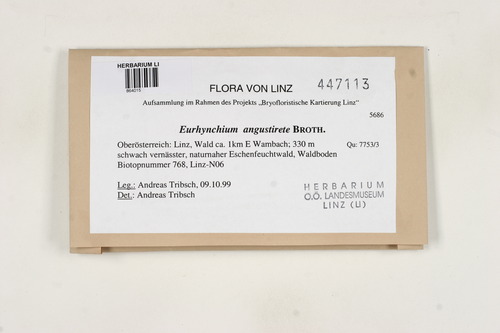 HERBARIUM LI
964015
FLORA VON LINZ
447113
Aufsammlung im Rahmen des Projekts „Bryofloristische Kartierung Linz"
5686
Eurhynchium angustirete BROTH.
Oberösterreich: Linz, Wald ca. 1km E Wambach; 330 m
Qu: 7753/3
schwach vernässter, naturnaher Eschenfeuchtwald, Waldboden
Biotopnummer 768, Linz-N06
Leg.: Andreas Tribsch, 09.10.99
Det.: Andreas Tribsch
HERBARIUM
O.Ö. LANDESMUSEUM
LINZ (LI)